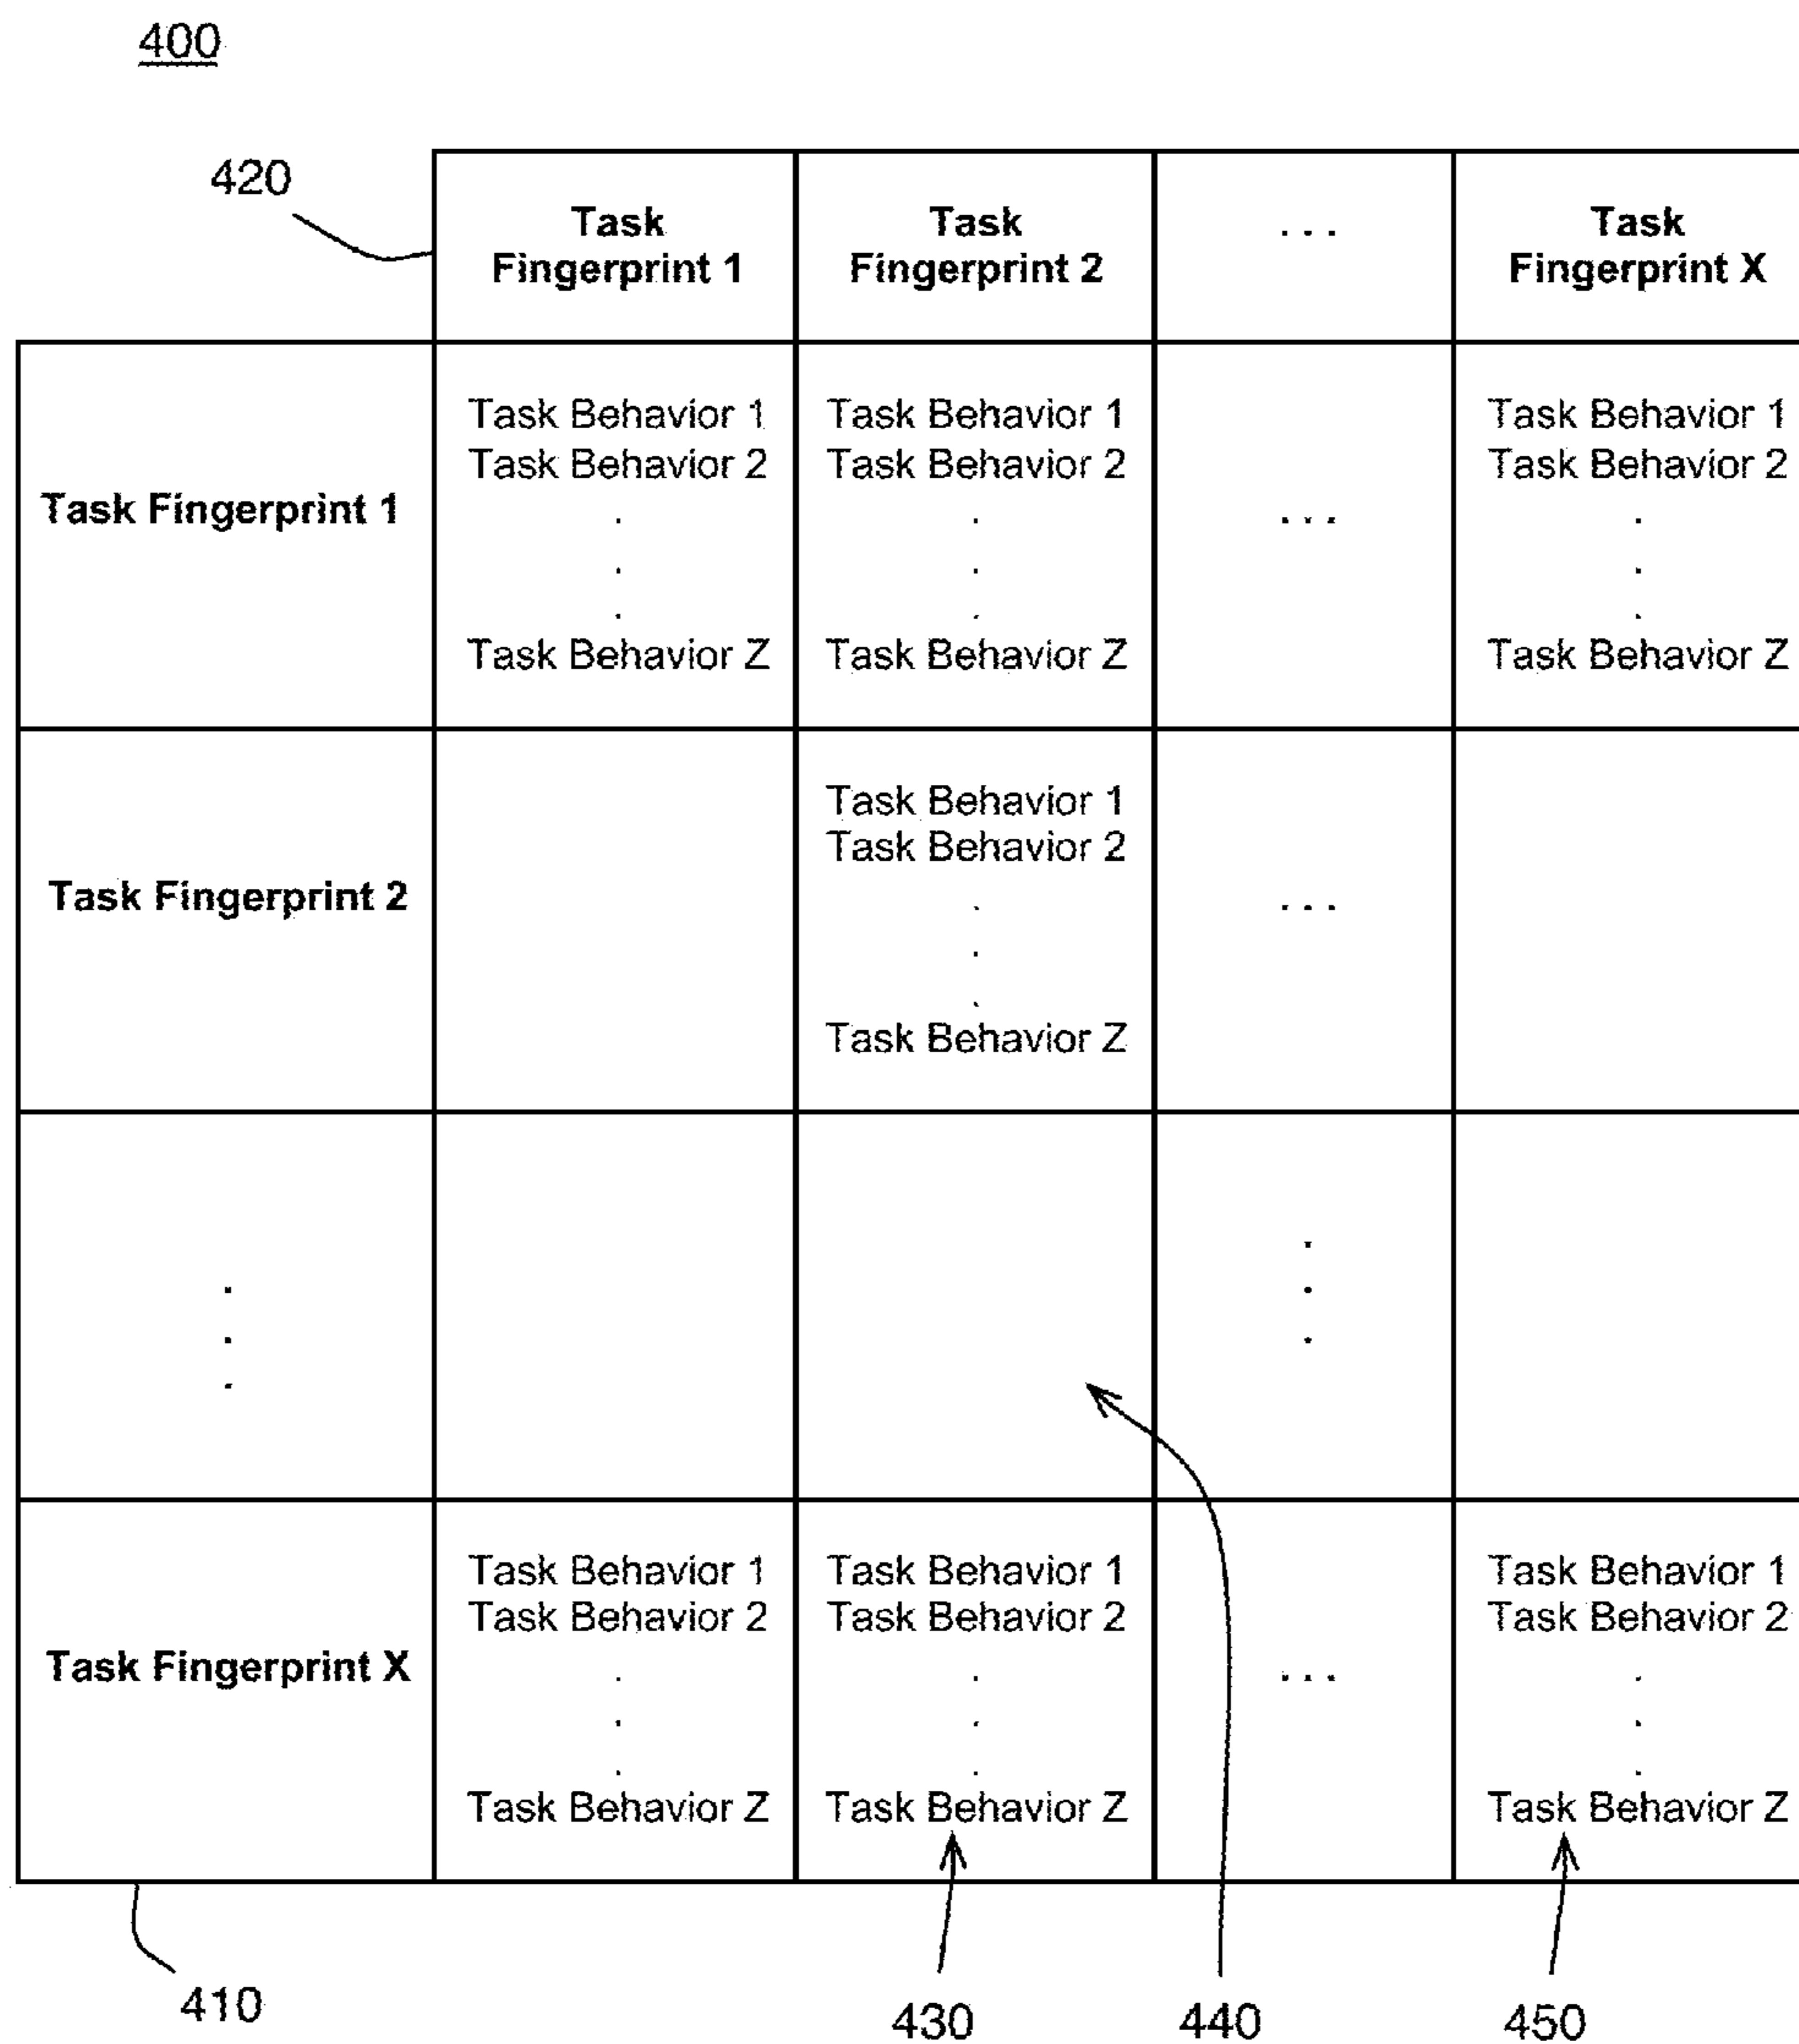 400
420
Task
Fingerprint 1
Task
Fingerprint 2
...
Task
Fingerprint X
Task Fingerprint 1
Task Behavior 1
Task Behavior 2
.
.
.
Task Behavior Z
Task Behavior 1
Task Behavior 2
.
.
.
Task Behavior Z
...
Task Behavior 1
Task Behavior 2
.
.
.
Task Behavior Z
Task Fingerprint 2
Task Behavior 1
Task Behavior 2
.
.
.
Task Behavior Z
...
.
.
.
.
.
.
Task Fingerprint X
Task Behavior 1
Task Behavior 2
.
.
.
Task Behavior Z
Task Behavior 1
Task Behavior 2
.
.
.
Task Behavior Z
...
Task Behavior 1
Task Behavior 2
.
.
.
Task Behavior Z
410
430
440
450